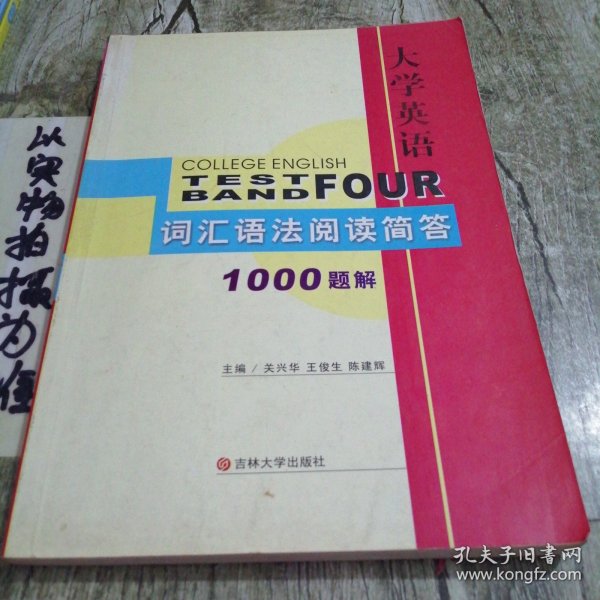 大学英语
COLLEGE ENGLISH
TEST
BAND FOUR
词汇语法阅读简答
1000题解
主编 / 关兴华 王俊生 陈建辉
吉林大学出版社
以实物拍摄为准
孔夫子旧书网
www.kongfz.com